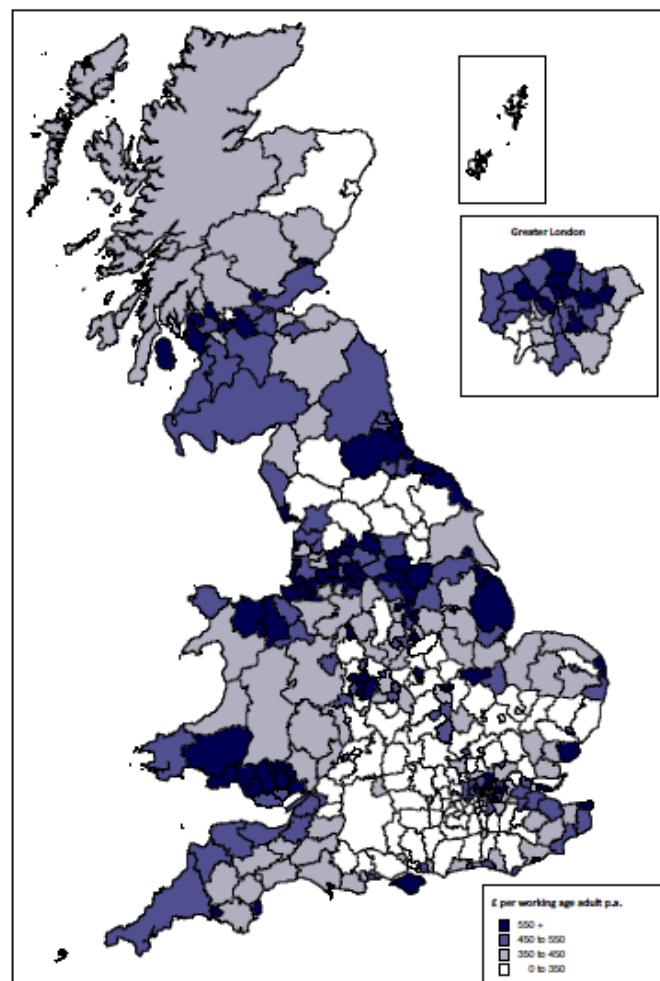 Greater London
£ per working age adult p.a.
550 +
450 to 550
350 to 450
0 to 350